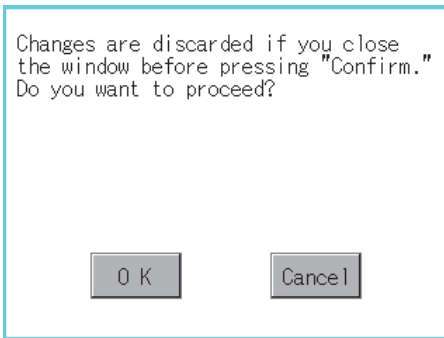 Changes are discarded if you close
the window before pressing "Confirm."
Do you want to proceed?
OK
Cancel